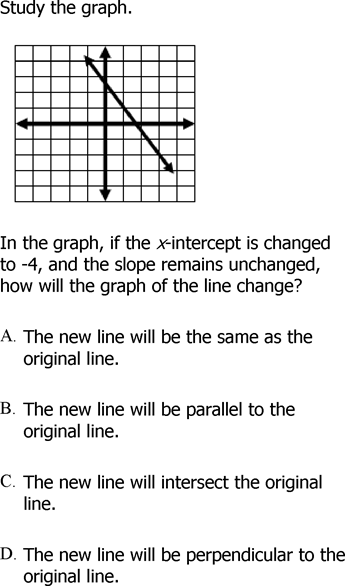 Study the graph.
In the graph, if the x-intercept is changed
to -4, and the slope remains unchanged,
how will the graph of the line change?
A. The new line will be the same as the
original line.
B. The new line will be parallel to the
original line.
C. The new line will intersect the original
line.
D. The new line will be perpendicular to the
original line.